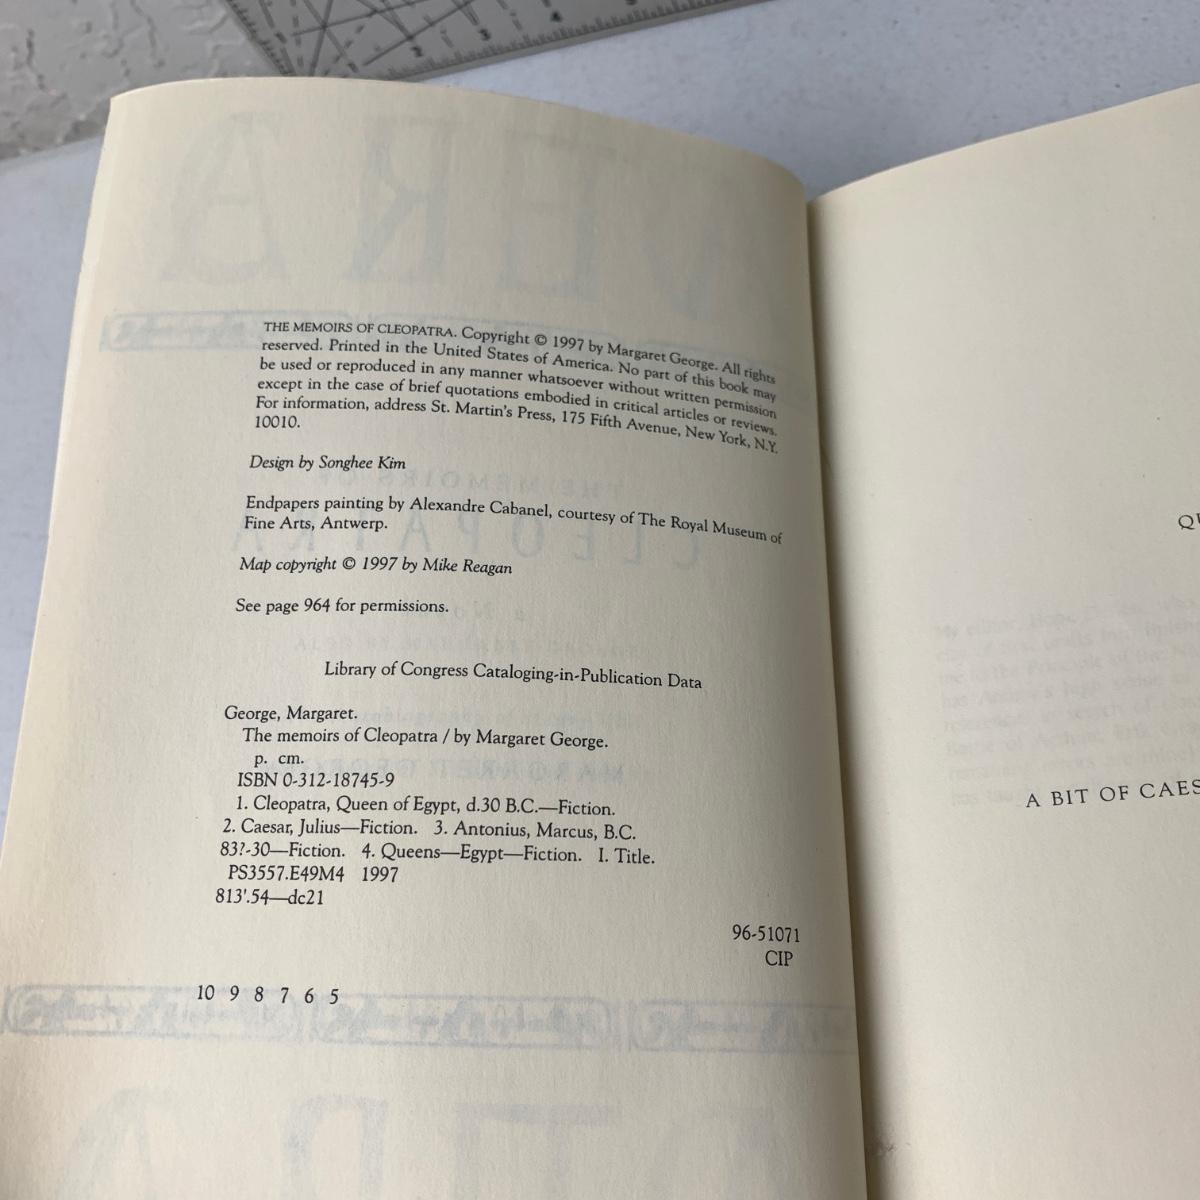 THE MEMOIRS OF CLEOPATRA. Copyright © 1997 by Margaret George. All rights
reserved. Printed in the United States of America. No part of this book may
be used or reproduced in any manner whatsoever without written permission
except in the case of brief quotations embodied in critical articles or reviews.
For information, address St. Martin's Press, 175 Fifth Avenue, New York, N.Y.
10010.
Design by Songhee Kim
Endpapers painting by Alexandre Cabanel, courtesy of The Royal Museum of
Fine Arts, Antwerp.
Map copyright © 1997 by Mike Reagan
See page 964 for permissions.
Library of Congress Cataloging-in-Publication Data
George, Margaret.
The memoirs of Cleopatra / by Margaret George.
p. cm.
ISBN 0-312-18745-9
1. Cleopatra, Queen of Egypt, d.30 B.C.—Fiction.
2. Caesar, Julius—Fiction. 3. Antonius, Marcus, B.C.
83?-30—Fiction. 4. Queens—Egypt—Fiction. I. Title.
PS3557.E49M4 1997
813'.54—dc21
96-51071
CIP
10 9 8 7 6 5
QU
A BIT OF CAES